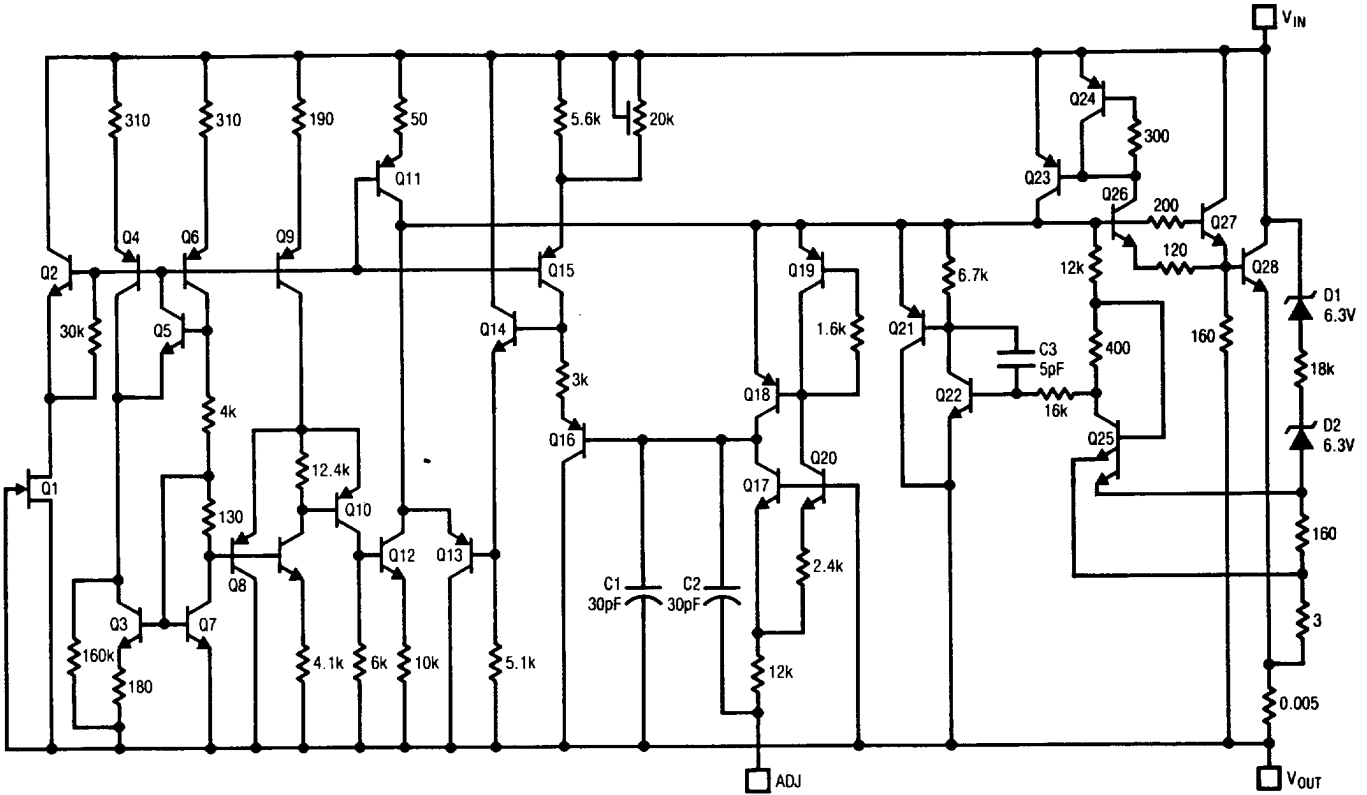 V_IN
310
310
190
50
5.6k
20k
Q24
300
Q11
Q23
Q26
200
Q27
Q4
Q6
Q9
Q2
Q15
Q19
6.7k
12k
120
Q28
30k
Q5
Q14
1.6k
Q21
C3
5pF
400
160
D1
6.3V
18k
3k
4k
Q18
Q22
16k
Q16
Q25
D2
6.3V
12.4k
Q20
Q1
Q10
Q17
130
Q12
Q13
160
Q8
2.4k
C1
30pF
C2
30pF
Q3
Q7
3
160k
180
4.1k
6k
10k
5.1k
12k
0.005
ADJ
V_OUT